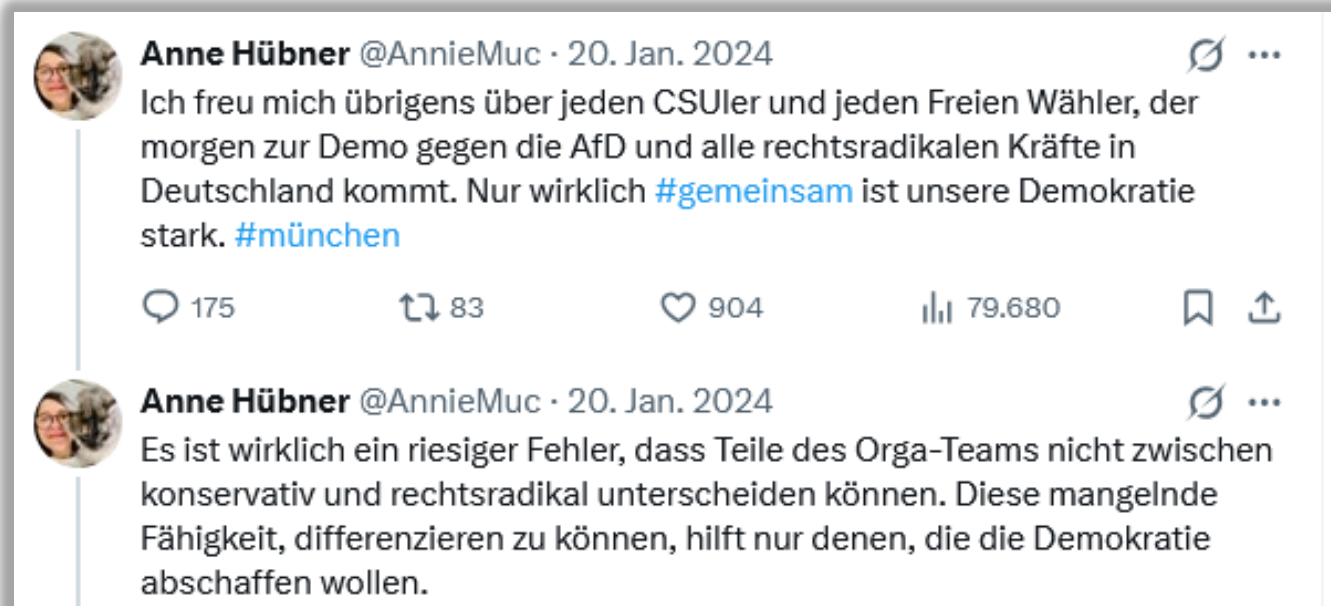 Anne Hübner @AnnieMuc · 20. Jan. 2024
Ich freu mich übrigens über jeden CSUler und jeden Freien Wähler, der
morgen zur Demo gegen die AfD und alle rechtsradikalen Kräfte in
Deutschland kommt. Nur wirklich #gemeinsam ist unsere Demokratie
stark. #münchen
175 83 904 79.680
Anne Hübner @AnnieMuc · 20. Jan. 2024
Es ist wirklich ein riesiger Fehler, dass Teile des Orga-Teams nicht zwischen
konservativ und rechtsradikal unterscheiden können. Diese mangelnde
Fähigkeit, differenzieren zu können, hilft nur denen, die die Demokratie
abschaffen wollen.